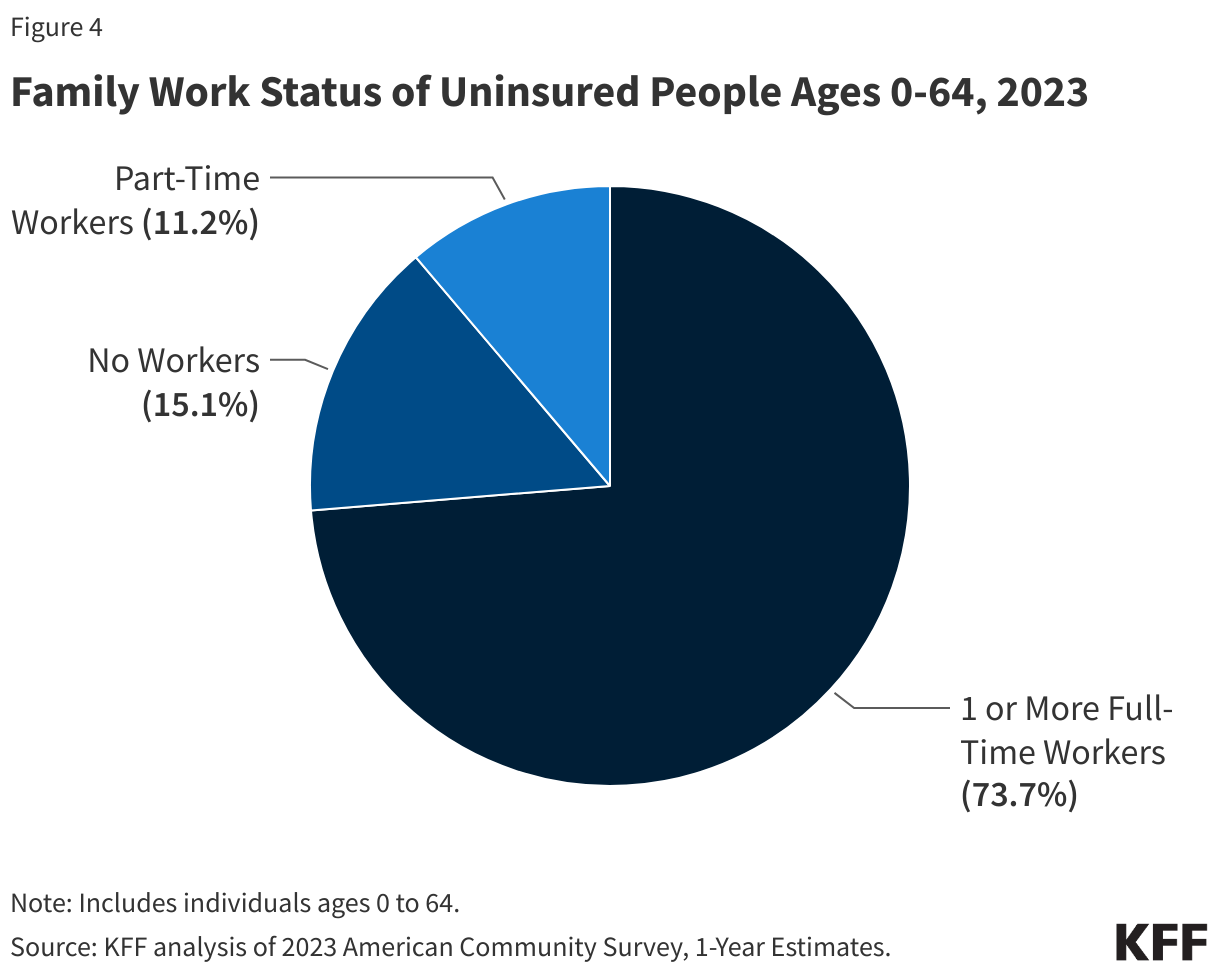 Figure 4
Family Work Status of Uninsured People Ages 0-64, 2023
Part-Time
Workers (11.2%)
No Workers
(15.1%)
1 or More Full-
Time Workers
(73.7%)
Note: Includes individuals ages 0 to 64.
Source: KFF analysis of 2023 American Community Survey, 1-Year Estimates.
KFF